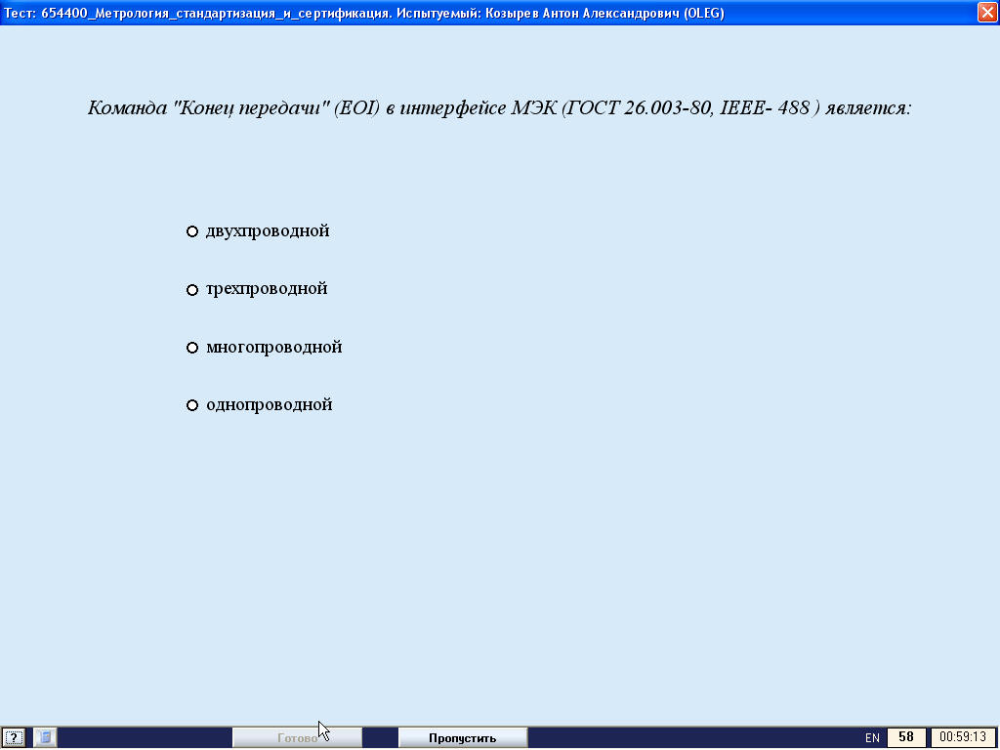 Тест: 654400_Метрология_стандартизация_и_сертификация. Испытуемый: Козырев Антон Александрович (OLEG)
Команда "Конец передачи" (EOI) в интерфейсе МЭК (ГОСТ 26.003-80, IEEE- 488 ) является:
двухпроводной
трехпроводной
многопроводной
однопроводной
? Готово Пропустить EN 58 00:59:13